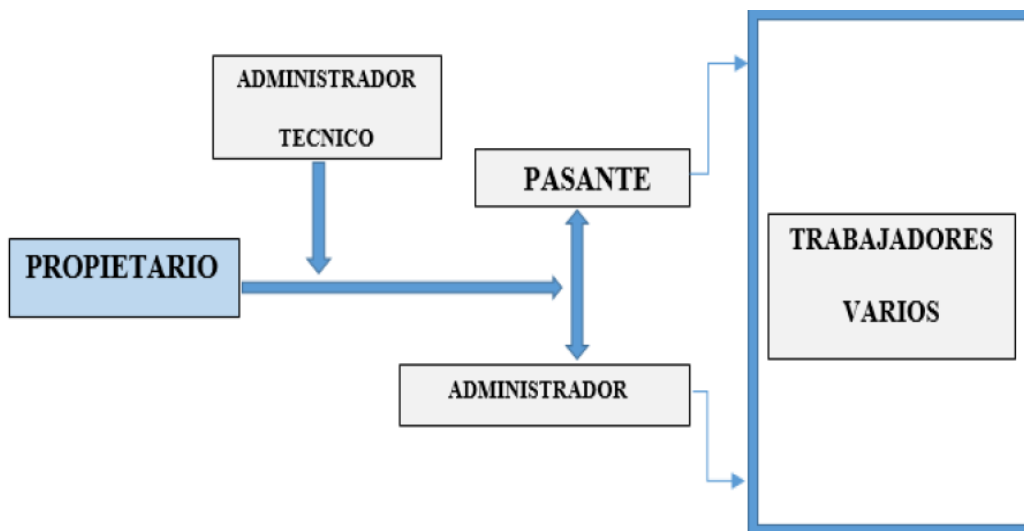 ADMINISTRADOR
TECNICO
PASANTE
PROPIETARIO
TRABAJADORES
VARIOS
ADMINISTRADOR